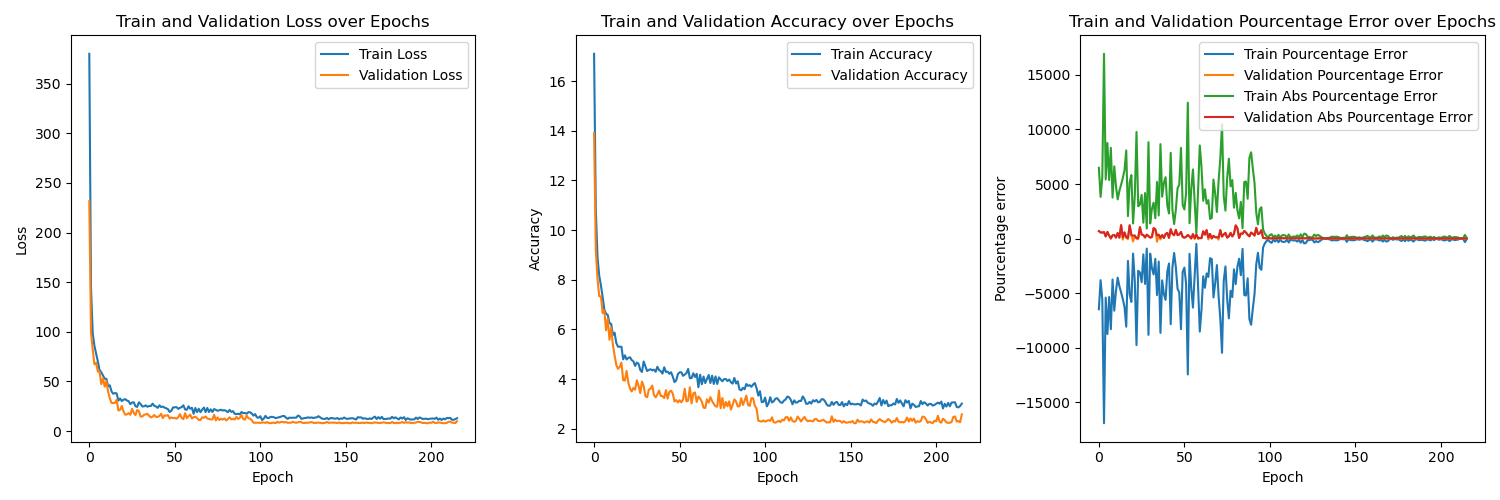 Train and Validation Loss over Epochs
Loss
350
300
250
200
150
100
50
0
0 50 100 150 200
Epoch
Train Loss
Validation Loss
Train and Validation Accuracy over Epochs
Accuracy
16
14
12
10
8
6
4
2
0 50 100 150 200
Epoch
Train Accuracy
Validation Accuracy
Train and Validation Pourcentage Error over Epochs
Pourcentage error
15000
10000
5000
0
−5000
−10000
−15000
0 50 100 150 200
Epoch
Train Pourcentage Error
Validation Pourcentage Error
Train Abs Pourcentage Error
Validation Abs Pourcentage Error